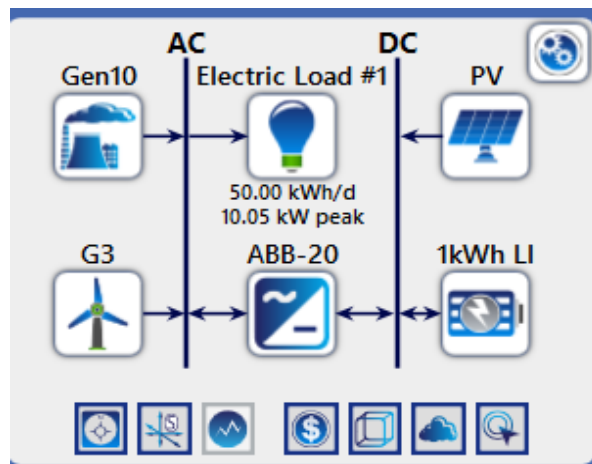 AC DC
Gen10 Electric Load #1 PV
50.00 kWh/d
10.05 kW peak
G3 ABB-20 1kWh LI